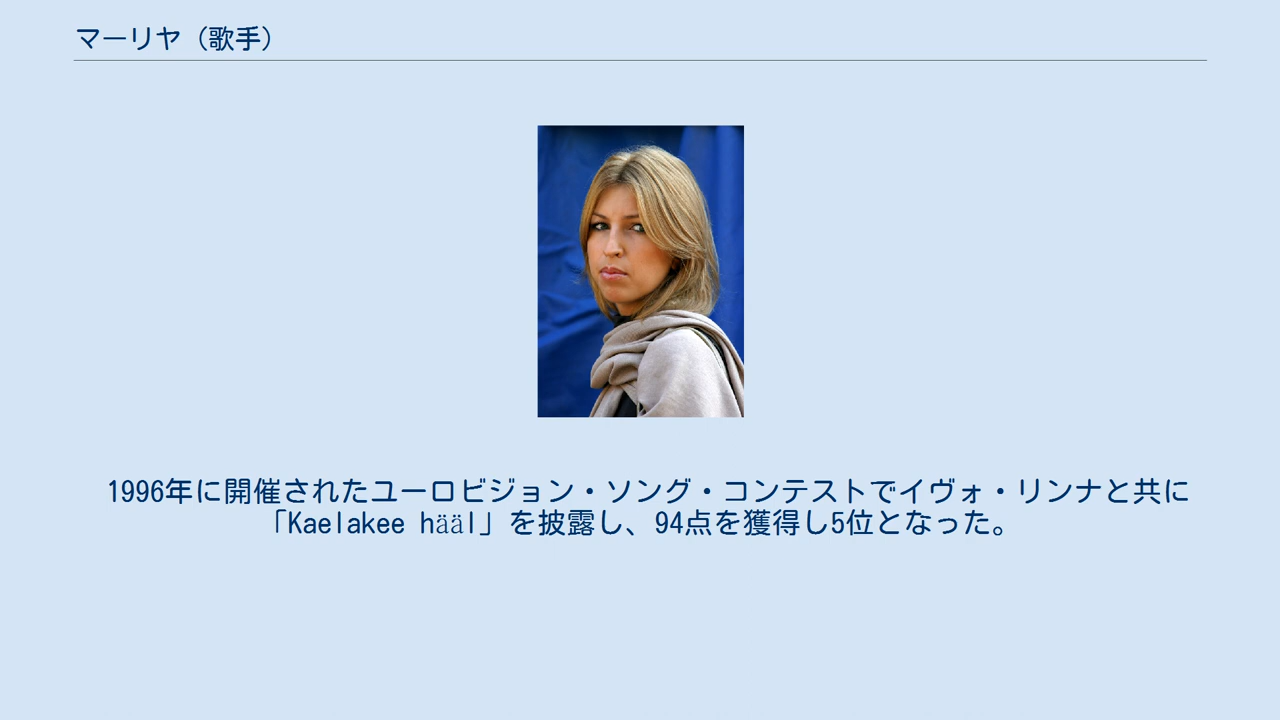 マーリヤ（歌手）
1996年に開催されたユーロビジョン・ソング・コンテストでイヴォ・リンナと共に
「Kaelakee hääl」を披露し、94点を獲得し5位となった。